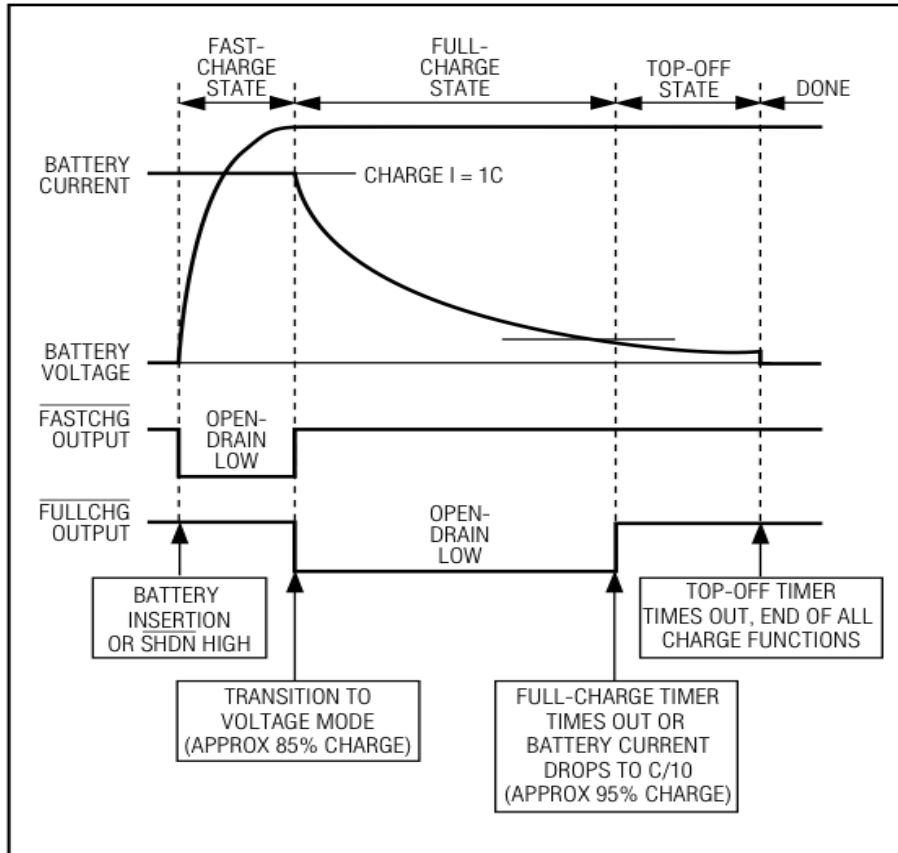 FAST-
CHARGE
STATE
FULL-
CHARGE
STATE
TOP-OFF
STATE
DONE
BATTERY
CURRENT
CHARGE I = 1C
BATTERY
VOLTAGE
FASTCHG
OUTPUT
OPEN-
DRAIN
LOW
FULLCHG
OUTPUT
OPEN-
DRAIN
LOW
BATTERY
INSERTION
OR SHDN HIGH
TOP-OFF TIMER
TIMES OUT, END OF ALL
CHARGE FUNCTIONS
TRANSITION TO
VOLTAGE MODE
(APPROX 85% CHARGE)
FULL-CHARGE TIMER
TIMES OUT OR
BATTERY CURRENT
DROPS TO C/10
(APPROX 95% CHARGE)